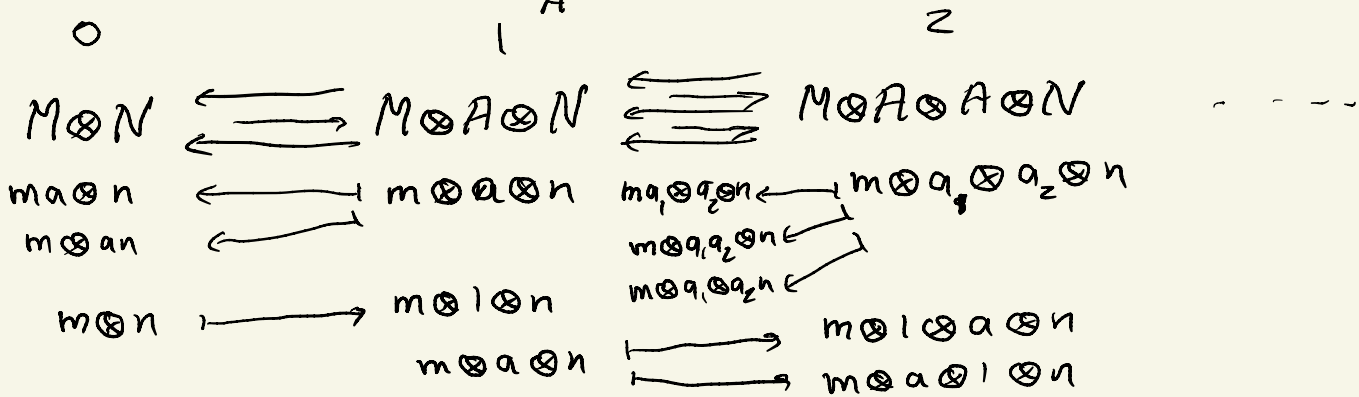 A
0 1 2
M⊗N ⇠ M⊗A⊗N ⇠ M⊗A⊗A⊗N - - - -
ma⊗n ← m⊗a⊗n ma₁⊗a₂⊗n ← m⊗a₁⊗a₂⊗n
m⊗an ← m⊗a₁a₂⊗n ←
m⊗a₁⊗a₂n ←
m⊗n ↦ m⊗1⊗n
m⊗1⊗a⊗n
m⊗a⊗n ↦
↦ m⊗a⊗1⊗n